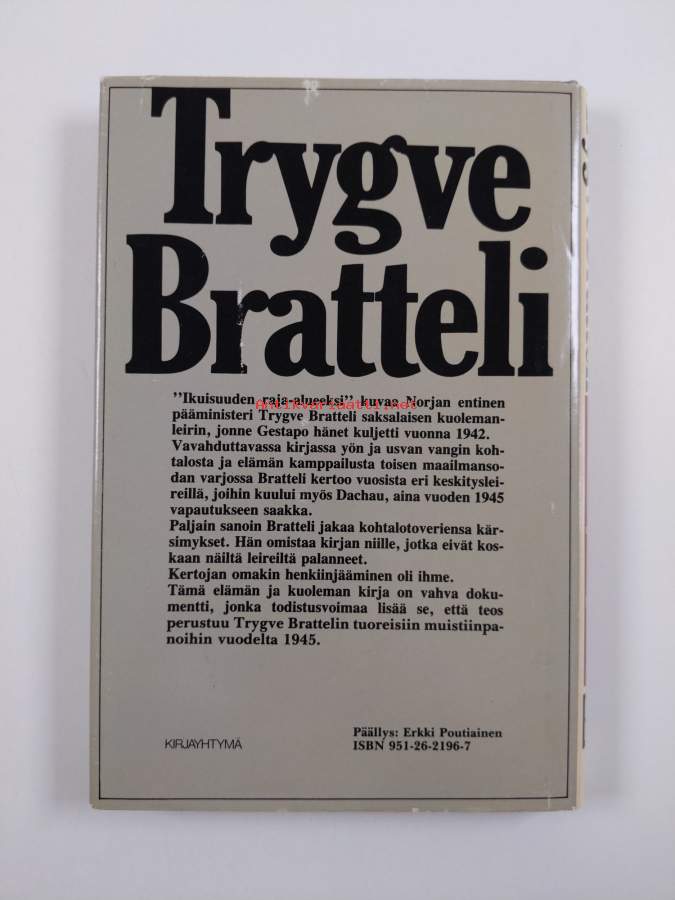 Trygve
Bratteli
"Ikuisuuden raja-alueeksi" kuvaa Norjan entinen
Antikvariaatti.net
pääministeri Trygve Bratteli saksalaisen kuoleman-
leirin, jonne Gestapo hänet kuljetti vuonna 1942.
Vavahduttavassa kirjassa yön ja usvan vangin koh-
talosta ja elämän kamppailusta toisen maailmanso-
dan varjossa Bratteli kertoo vuosista eri keskityslei-
reillä, joihin kuului myös Dachau, aina vuoden 1945
vapautukseen saakka.
Paljain sanoin Bratteli jakaa kohtalotoveriensa kär-
simykset. Hän omistaa kirjan niille, jotka eivät kos-
kaan näiltä leireiltä palanneet.
Kertojan omakin henkiinjääminen oli ihme.
Tämä elämän ja kuoleman kirja on vahva doku-
mentti, jonka todistusvoimaa lisää se, että teos
perustuu Trygve Brattelin tuoreisiin muistiinpa-
noihin vuodelta 1945.
KIRJAYHTYMÄ
Päällys: Erkki Poutiainen
ISBN 951-26-2196-7